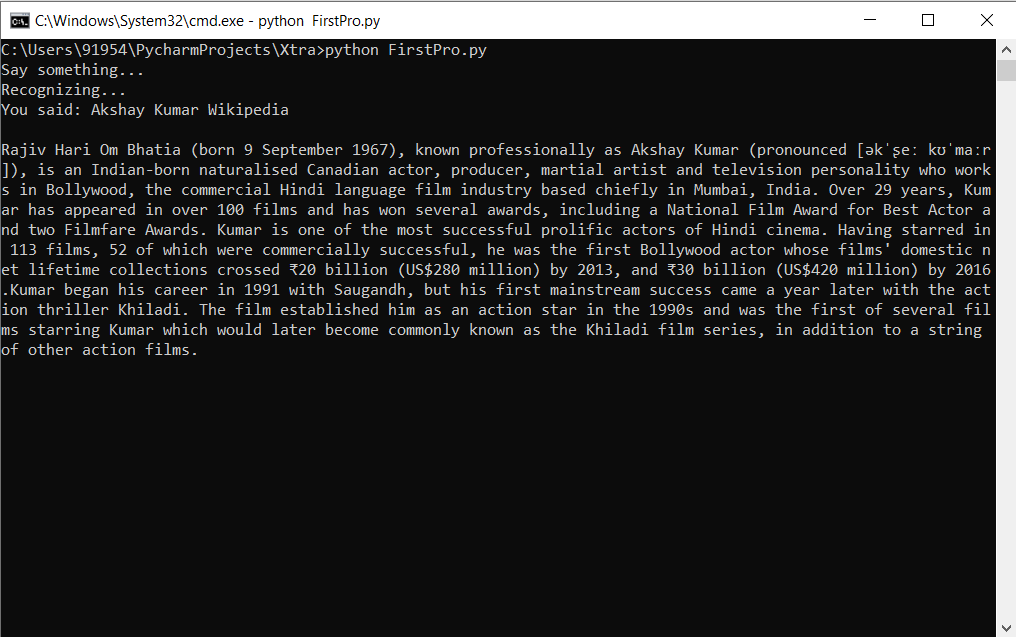 C:\Windows\System32\cmd.exe - python  FirstPro.py
C:\Users\91954\PycharmProjects\Xtra>python FirstPro.py
Say something...
Recognizing...
You said: Akshay Kumar Wikipedia
Rajiv Hari Om Bhatia (born 9 September 1967), known professionally as Akshay Kumar (pronounced [əkˈʂeː kʊˈmaːr
]), is an Indian-born naturalised Canadian actor, producer, martial artist and television personality who work
s in Bollywood, the commercial Hindi language film industry based chiefly in Mumbai, India. Over 29 years, Kum
ar has appeared in over 100 films and has won several awards, including a National Film Award for Best Actor a
nd two Filmfare Awards. Kumar is one of the most successful prolific actors of Hindi cinema. Having starred in
 113 films, 52 of which were commercially successful, he was the first Bollywood actor whose films' domestic n
et lifetime collections crossed ₹20 billion (US$280 million) by 2013, and ₹30 billion (US$420 million) by 2016
.Kumar began his career in 1991 with Saugandh, but his first mainstream success came a year later with the act
ion thriller Khiladi. The film established him as an action star in the 1990s and was the first of several fil
ms starring Kumar which would later become commonly known as the Khiladi film series, in addition to a string
of other action films.